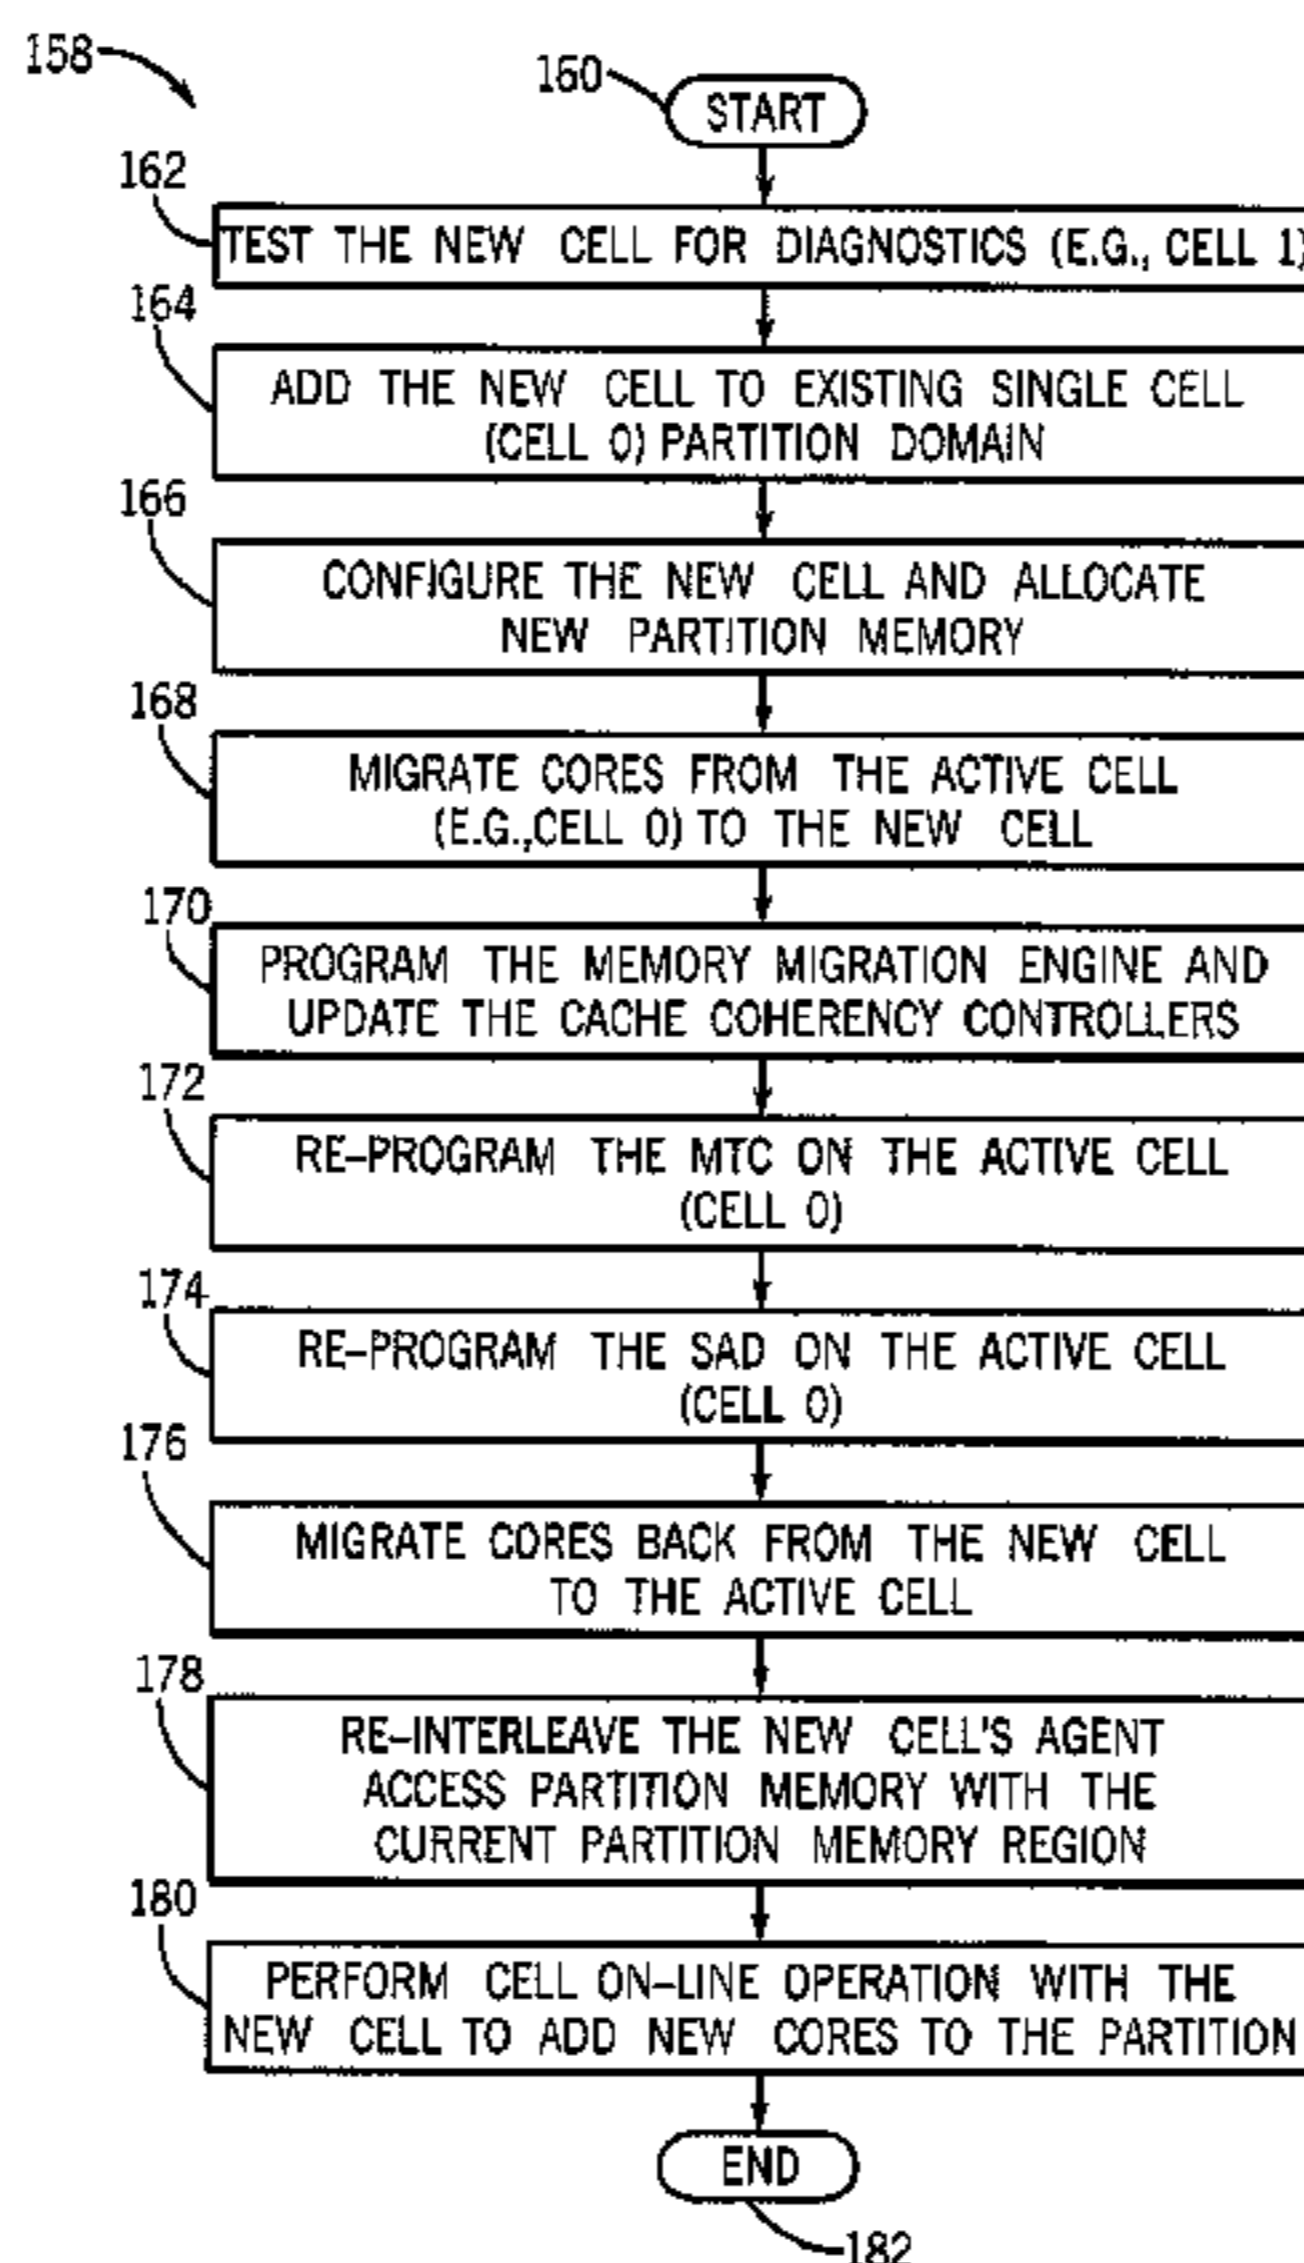 158
160
START
162
TEST THE NEW CELL FOR DIAGNOSTICS (E.G., CELL 1)
164
ADD THE NEW CELL TO EXISTING SINGLE CELL
(CELL 0) PARTITION DOMAIN
166
CONFIGURE THE NEW CELL AND ALLOCATE
NEW PARTITION MEMORY
168
MIGRATE CORES FROM THE ACTIVE CELL
(E.G.,CELL 0) TO THE NEW CELL
170
PROGRAM THE MEMORY MIGRATION ENGINE AND
UPDATE THE CACHE COHERENCY CONTROLLERS
172
RE-PROGRAM THE MTC ON THE ACTIVE CELL
(CELL 0)
174
RE-PROGRAM THE SAD ON THE ACTIVE CELL
(CELL 0)
176
MIGRATE CORES BACK FROM THE NEW CELL
TO THE ACTIVE CELL
178
RE-INTERLEAVE THE NEW CELL'S AGENT
ACCESS PARTITION MEMORY WITH THE
CURRENT PARTITION MEMORY REGION
180
PERFORM CELL ON-LINE OPERATION WITH THE
NEW CELL TO ADD NEW CORES TO THE PARTITION
END
182